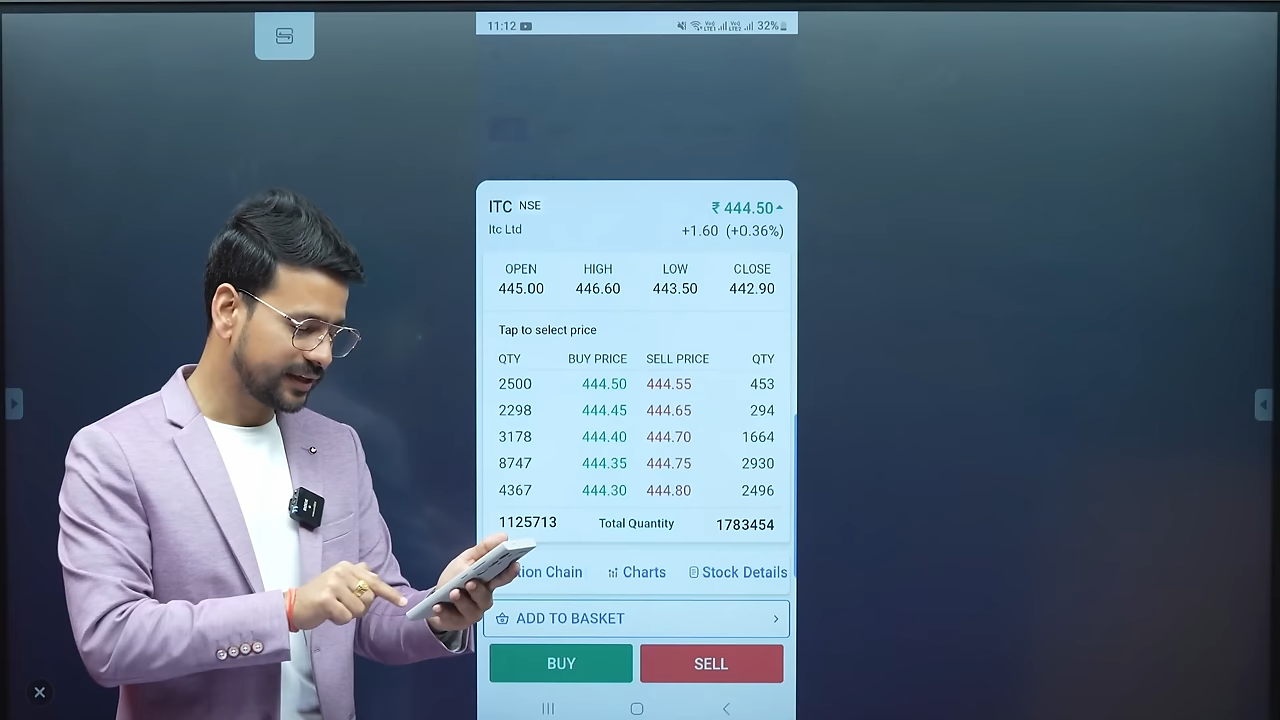 11:12 32%
ITC NSE ₹ 444.50
Itc Ltd +1.60 (+0.36%)
OPEN HIGH LOW CLOSE
445.00 446.60 443.50 442.90
Tap to select price
QTY BUY PRICE SELL PRICE QTY
2500 444.50 444.55 453
2298 444.45 444.65 294
3178 444.40 444.70 1664
8747 444.35 444.75 2930
4367 444.30 444.80 2496
1125713 Total Quantity 1783454
tion Chain Charts Stock Details
ADD TO BASKET
BUY SELL